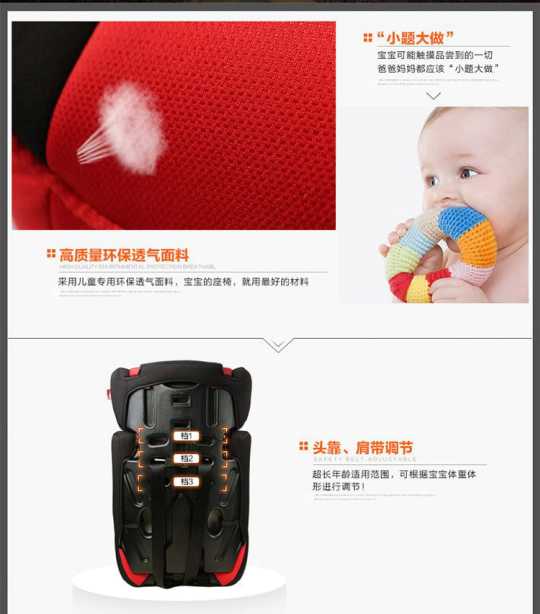 “小题大做”
宝宝可能触摸品尝到的一切
爸爸妈妈都应该“小题大做”
高质量环保透气面料
HIGH QUALITY ENVIRONMENTAL PROTECTION BREATHABLE
采用儿童专用环保透气面料，宝宝的座椅，就用最好的材料
档1
档2
档3
头靠、肩带调节
SAFETY BELT ADJUSTABLE
超长年龄适用范围，可根据宝宝体重体
形进行调节！